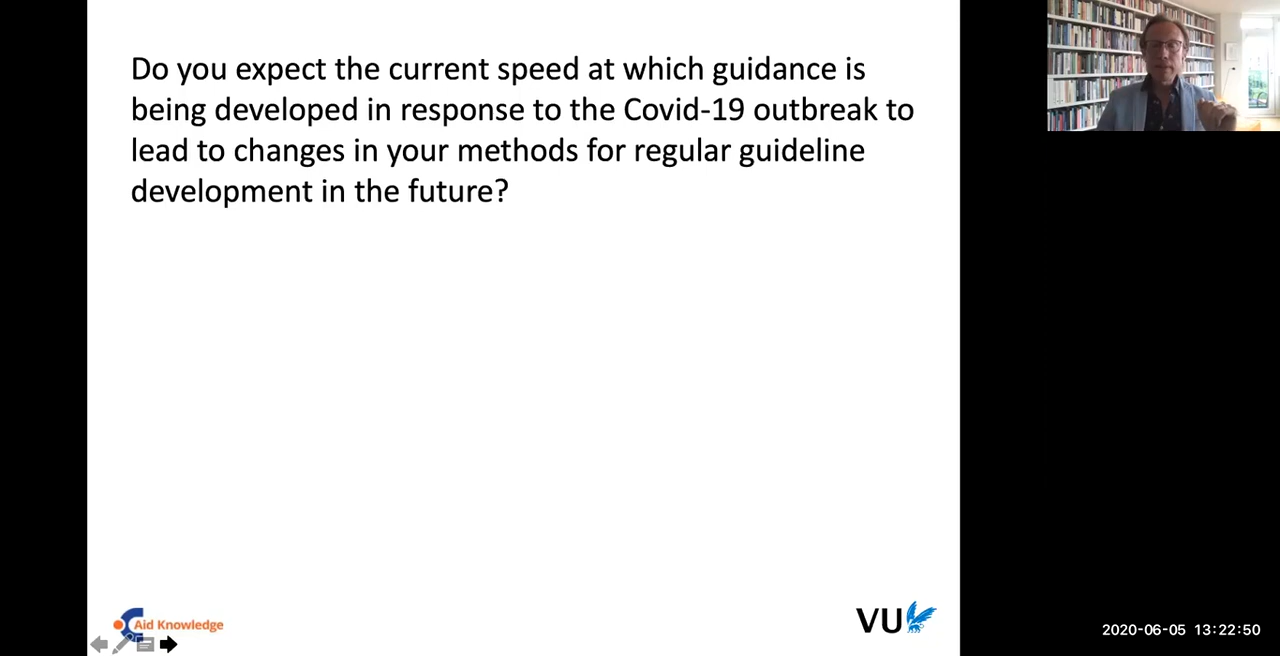 Do you expect the current speed at which guidance is
being developed in response to the Covid-19 outbreak to
lead to changes in your methods for regular guideline
development in the future?
Aid Knowledge
VU
2020-06-05 13:22:50